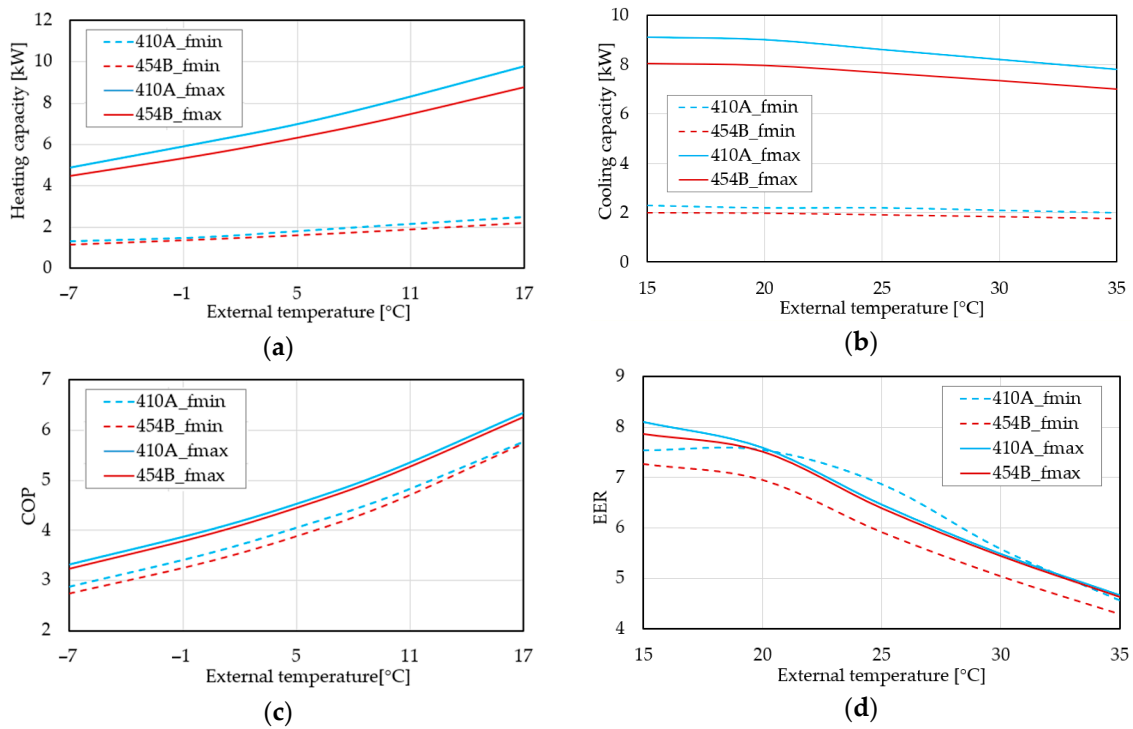 Heating capacity [kW]
12
10
8
6
4
2
0
410A_fmin
454B_fmin
410A_fmax
454B_fmax
−7
−1
5
11
17
External temperature [°C]
(a)
Cooling capacity [kW]
10
8
6
4
2
0
410A_fmin
454B_fmin
410A_fmax
454B_fmax
15
20
25
30
35
External temperature [°C]
(b)
COP
7
6
5
4
3
2
410A_fmin
454B_fmin
410A_fmax
454B_fmax
−7
−1
5
11
17
External temperature[°C]
(c)
EER
9
8
7
6
5
4
410A_fmin
454B_fmin
410A_fmax
454B_fmax
15
20
25
30
35
External temperature [°C]
(d)